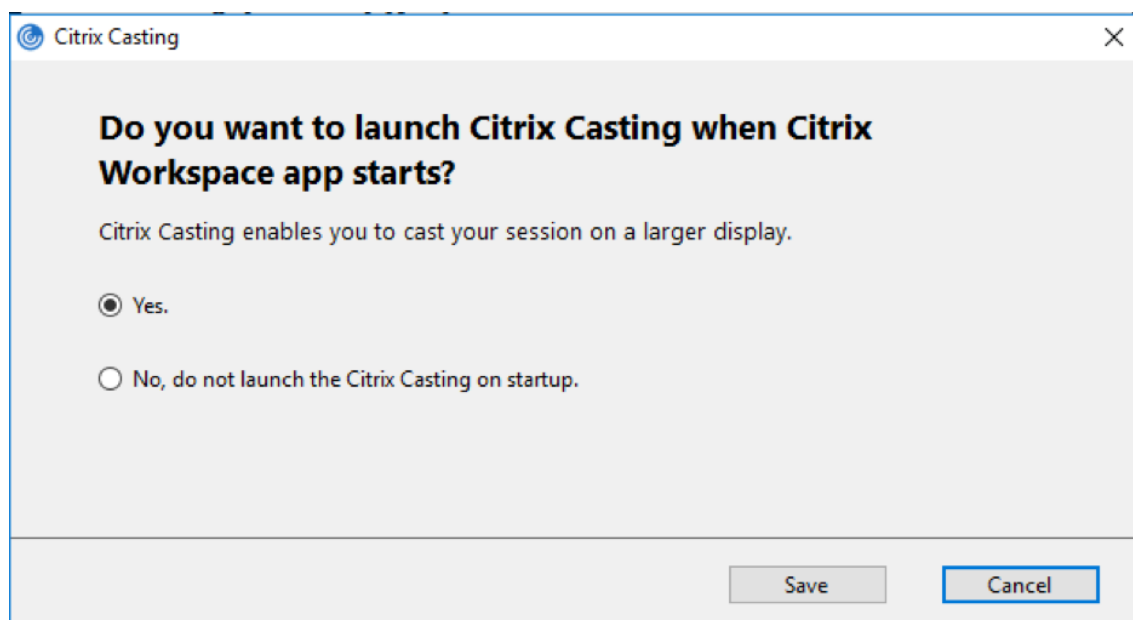 Citrix Casting
Do you want to launch Citrix Casting when Citrix
Workspace app starts?
Citrix Casting enables you to cast your session on a larger display.
Yes.
No, do not launch the Citrix Casting on startup.
Save
Cancel